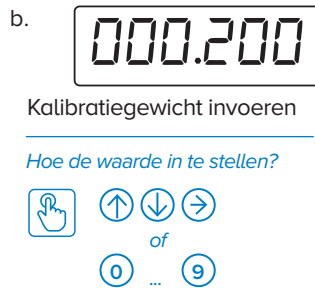 b.
000.200
Kalibratiegewicht invoeren
Hoe de waarde in te stellen?
of
0 ... 9